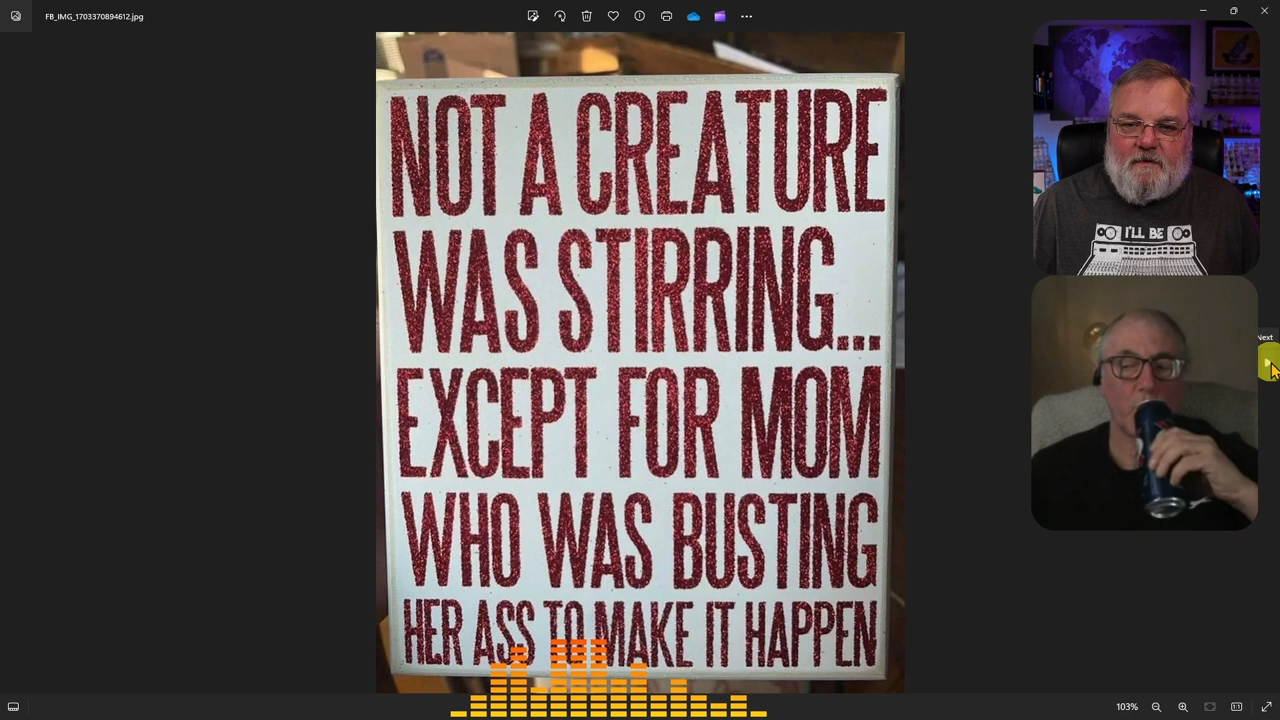 FB_IMG_1703370894612.jpg
NOT A CREATURE
WAS STIRRING...
EXCEPT FOR MOM
WHO WAS BUSTING
HER ASS TO MAKE IT HAPPEN
I'LL BE
Next
103%